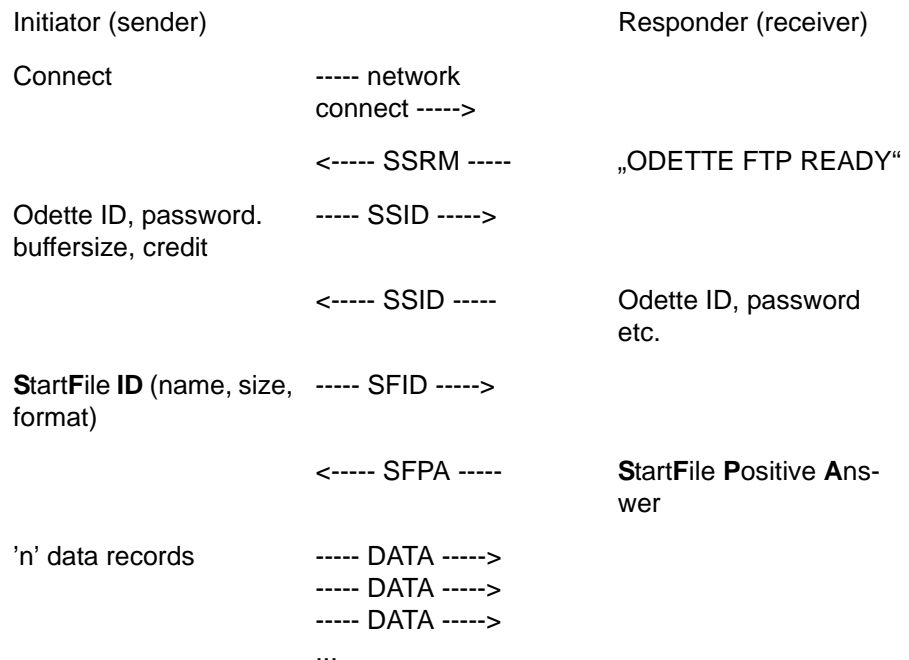 Initiator (sender) Responder (receiver)
Connect ----- network
connect ----->
<----- SSRM ----- „ODETTE FTP READY“
Odette ID, password. ----- SSID ----->
buffersize, credit
<----- SSID ----- Odette ID, password
etc.
StartFile ID (name, size, ----- SFID ----->
format)
<----- SFPA ----- StartFile Positive Ans-
wer
’n’ data records ----- DATA ----->
----- DATA ----->
----- DATA ----->
...